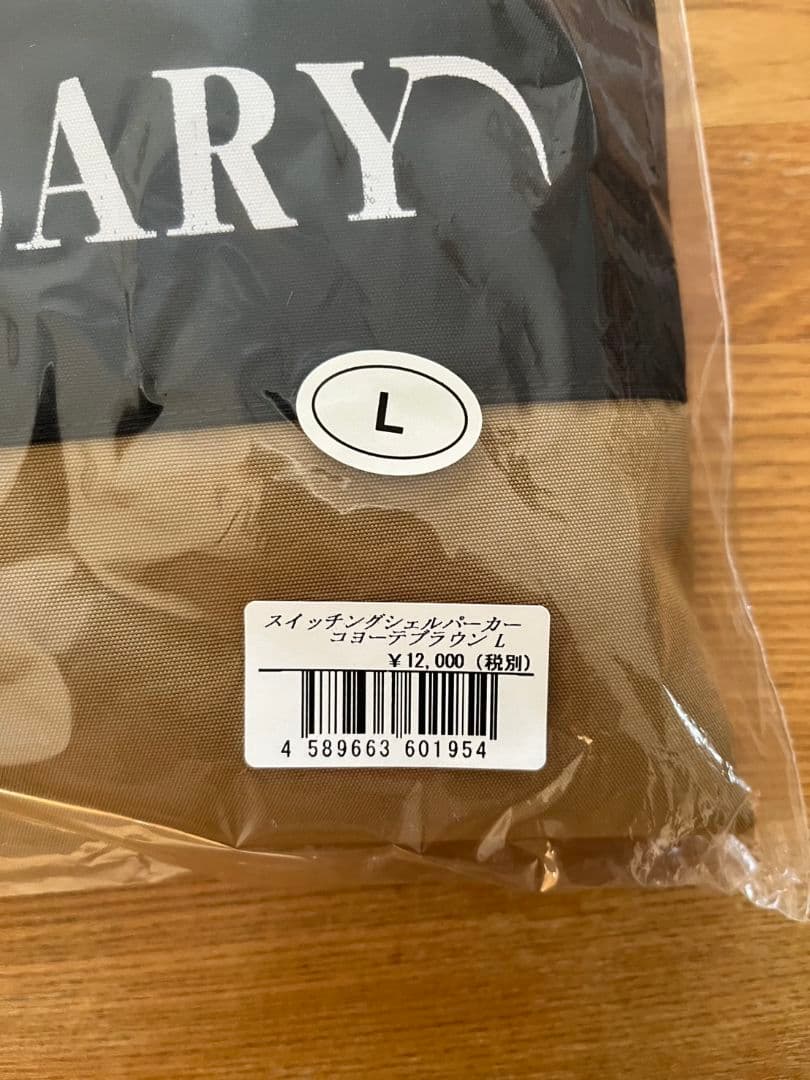 ARY
L
スイッチングシェルパーカー
コヨーテブラウン L
￥12,000 (税別)
4 589663 601954